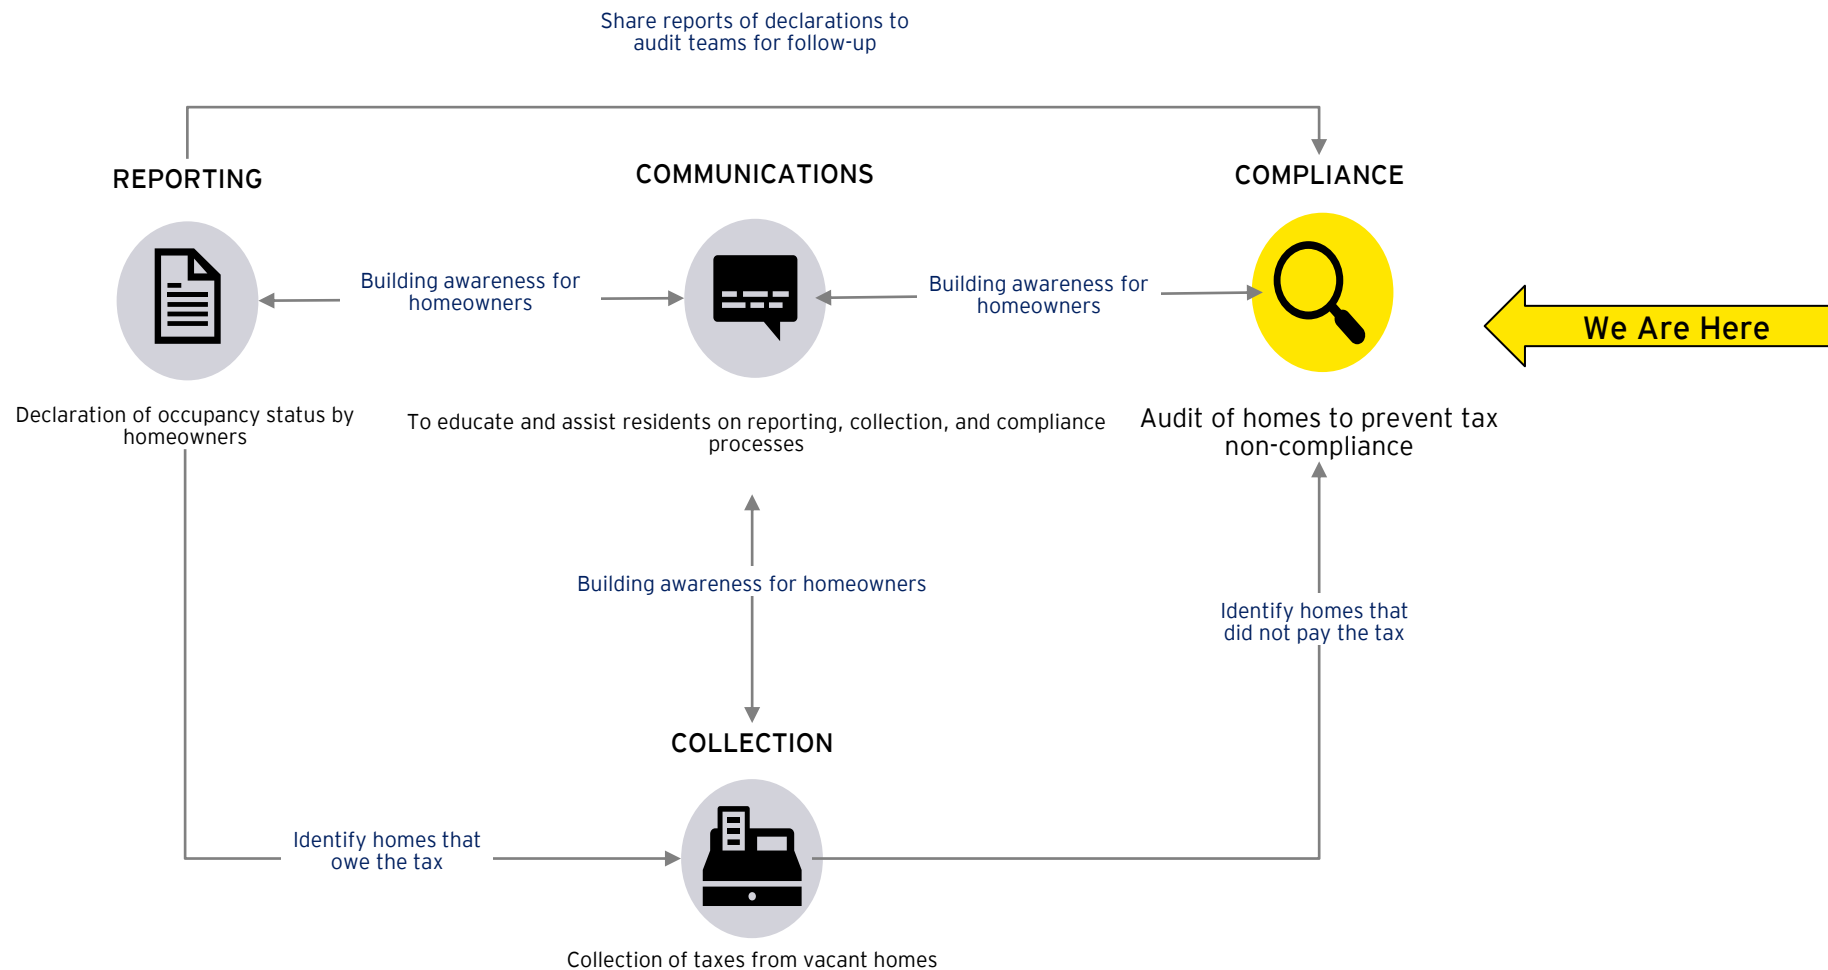 Share reports of declarations to
audit teams for follow-up
REPORTING
COMMUNICATIONS
COMPLIANCE
Building awareness for
homeowners
Building awareness for
homeowners
We Are Here
Declaration of occupancy status by
homeowners
To educate and assist residents on reporting, collection, and compliance
processes
Audit of homes to prevent tax
non-compliance
Building awareness for homeowners
Identify homes that
did not pay the tax
COLLECTION
Identify homes that
owe the tax
Collection of taxes from vacant homes